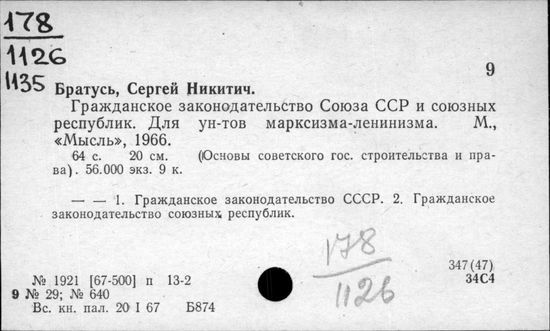 178
1126
1135
9
Братусь, Сергей Никитич.
Гражданское законодательство Союза ССР и союзных
республик. Для ун-тов марксизма-ленинизма. М.,
«Мысль», 1966.
64 с. 20 см. (Основы советского гос. строительства и пра-
ва). 56.000 экз. 9 к.
— — 1. Гражданское законодательство СССР. 2. Гражданское
законодательство союзных республик.
178
1126
347 (47)
34С4
№ 1921 [67-500] п 13-2
9 № 29; № 640
Вс. кн. пал. 20 I 67 Б874